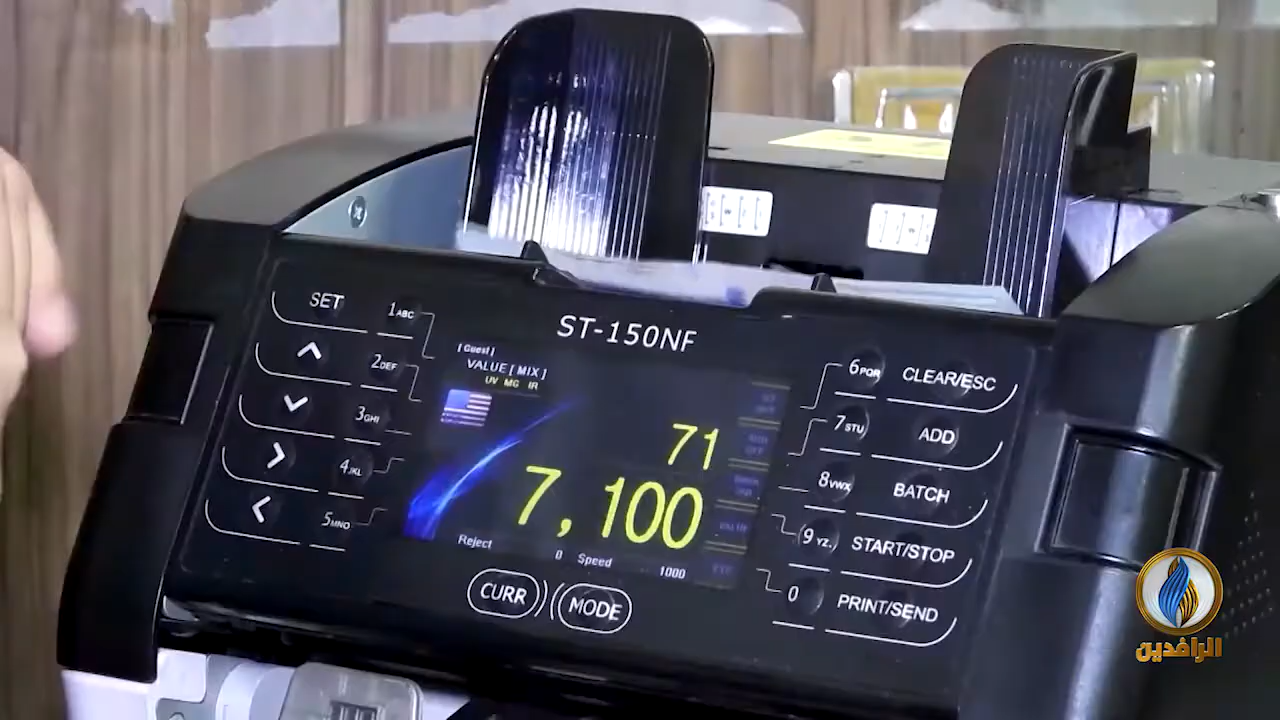 ST-150NF
SET
1ABC
2DEF
3GHI
4JKL
5MNO
[Guest]
VALUE [ MIX ]
UV MG IR
71
7,100
Reject 0 Speed 1000
CURR
MODE
6PQR
CLEAR/ESC
7STU
ADD
8VWX
BATCH
9YZ.,
START/STOP
0
PRINT/SEND
الرافدين